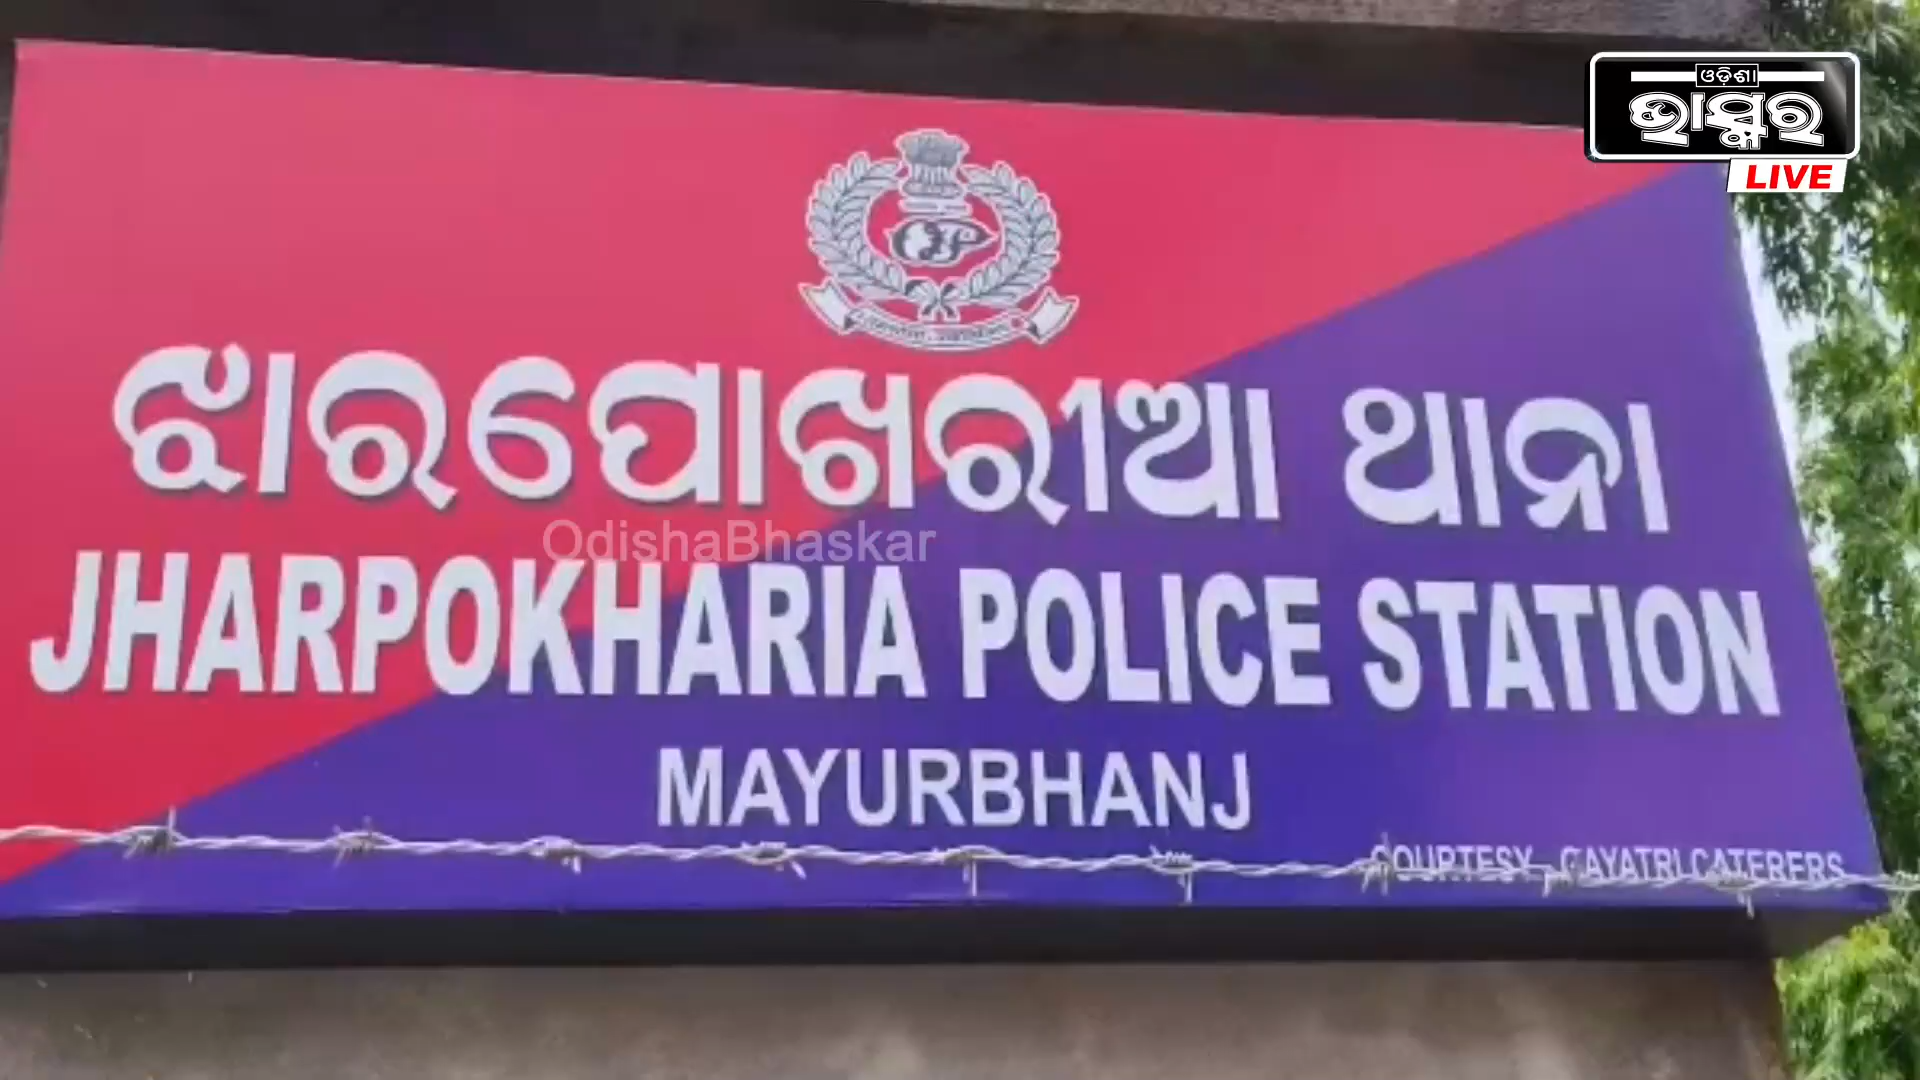 ଓଡ଼ିଶା
ଭାସ୍କର
LIVE
ଝାରପୋଖରୀଆ ଥାନା
OdishaBhaskar
JHARPOKHARIA POLICE STATION
MAYURBHANJ
COURTESY - GAYATRI CATERERS